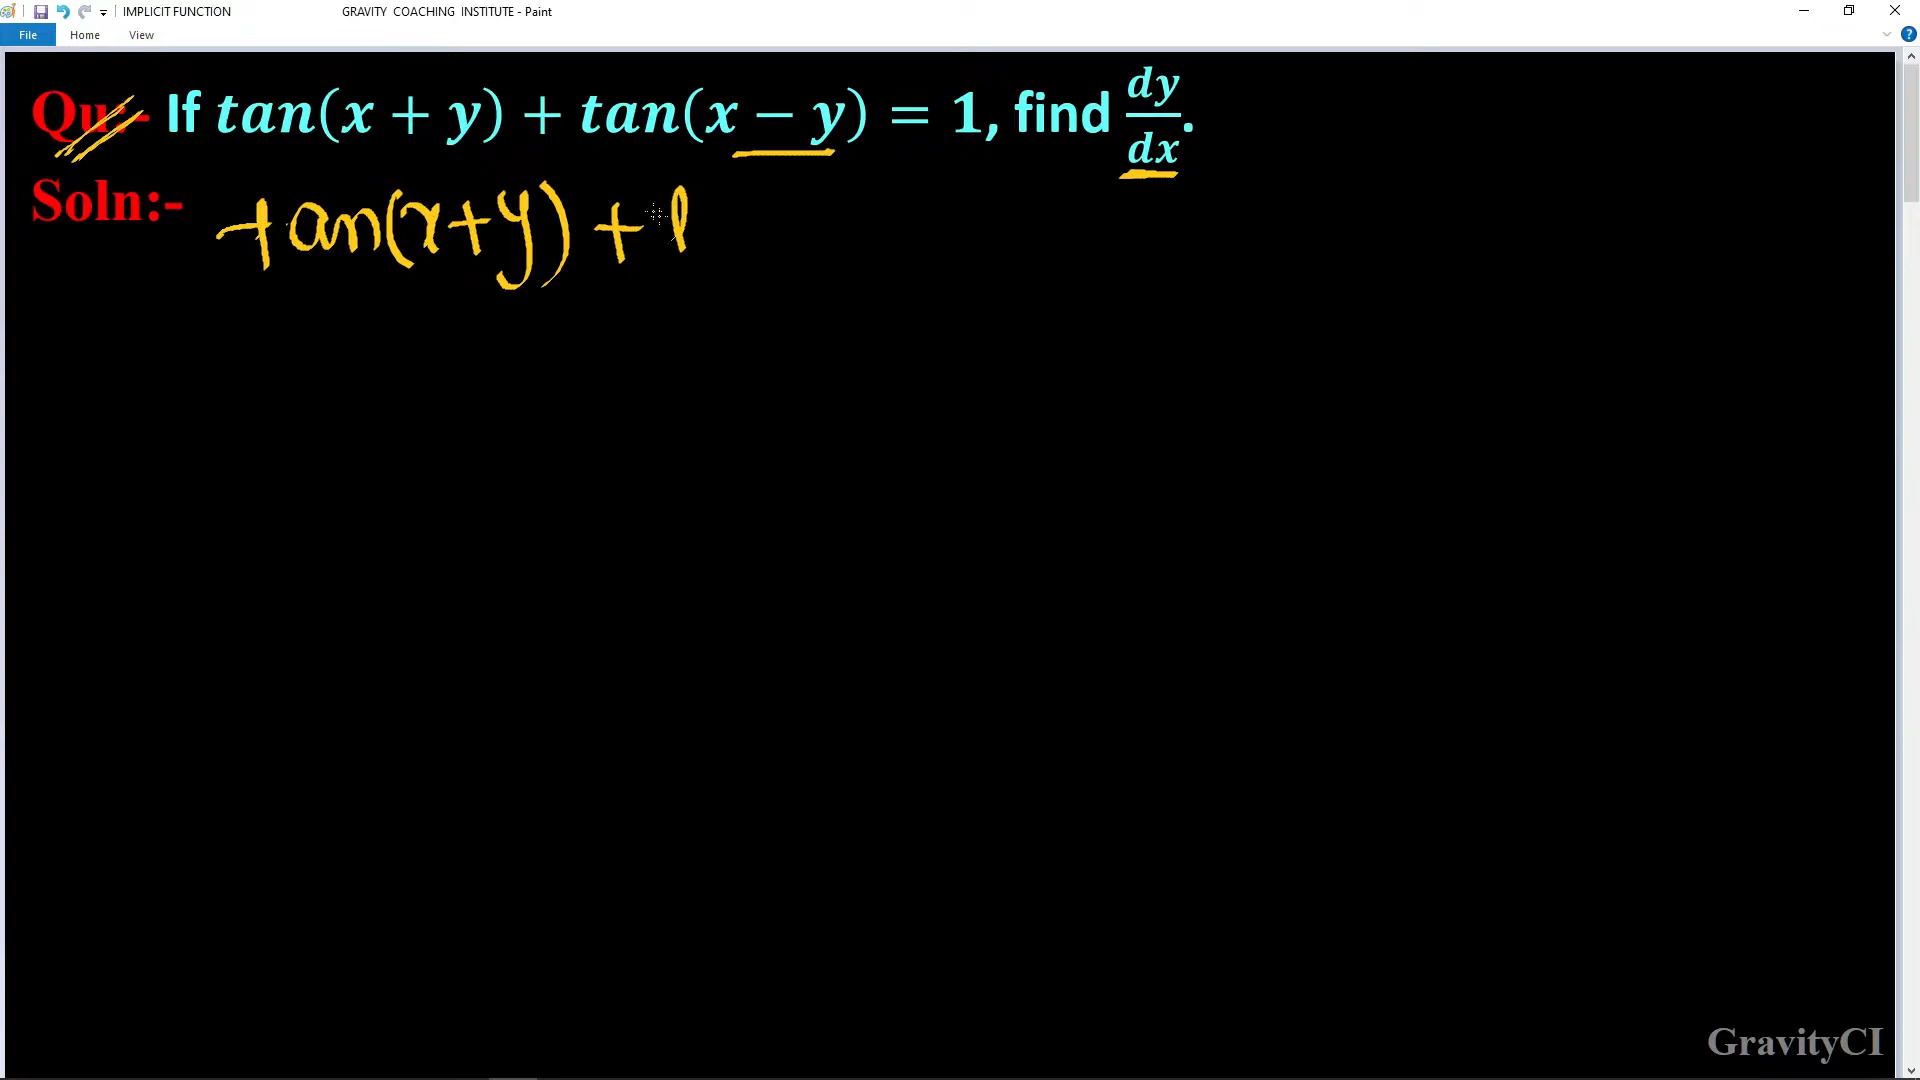 IMPLICIT FUNCTION GRAVITY COACHING INSTITUTE - Paint
File Home View
Qu:- If tan(x + y) + tan(x − y) = 1, find dy/dx.
Soln:- tan(x+y) +
GravityCI